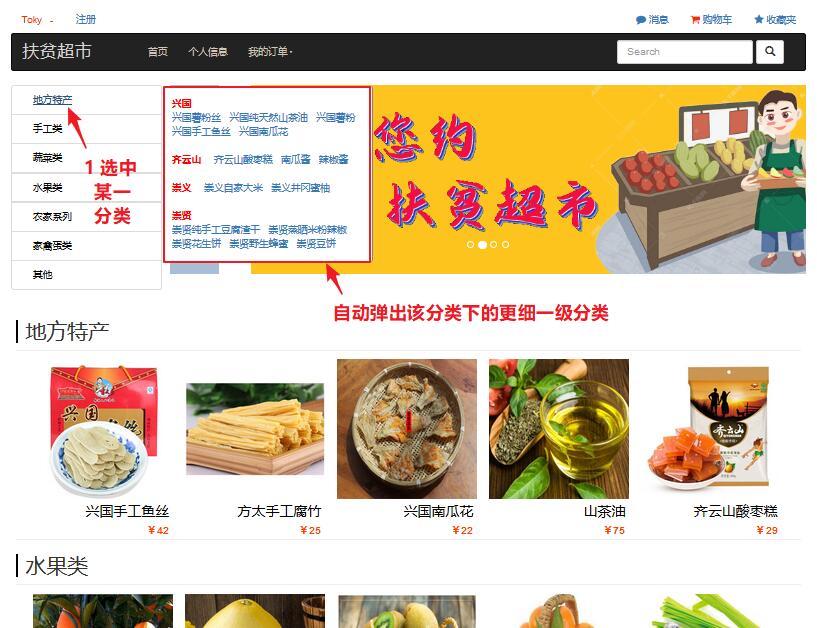 Toky - 注册 消息 购物车 收藏夹
扶贫超市 首页 个人信息 我的订单 Search
地方特产
手工类
蔬菜类
水果类
农家系列
家禽蛋类
其他
1 选中
某一
分类
兴国
兴国薯粉丝 兴国纯天然山茶油 兴国薯粉
兴国手工鱼丝 兴国南瓜花
齐云山 齐云山酸枣糕 南瓜酱 辣椒酱
崇义 崇义自家大米 崇义井冈蜜柚
崇贤
崇贤纯手工豆腐渣干 崇贤蒸晒米粉辣椒
崇贤花生饼 崇贤野生蜂蜜 崇贤豆饼
您约
扶贫超市
自动弹出该分类下的更细一级分类
地方特产
兴国
齐云山
兴国手工鱼丝 方太手工腐竹 兴国南瓜花 山茶油 齐云山酸枣糕
¥42 ¥25 ¥22 ¥75 ¥29
水果类